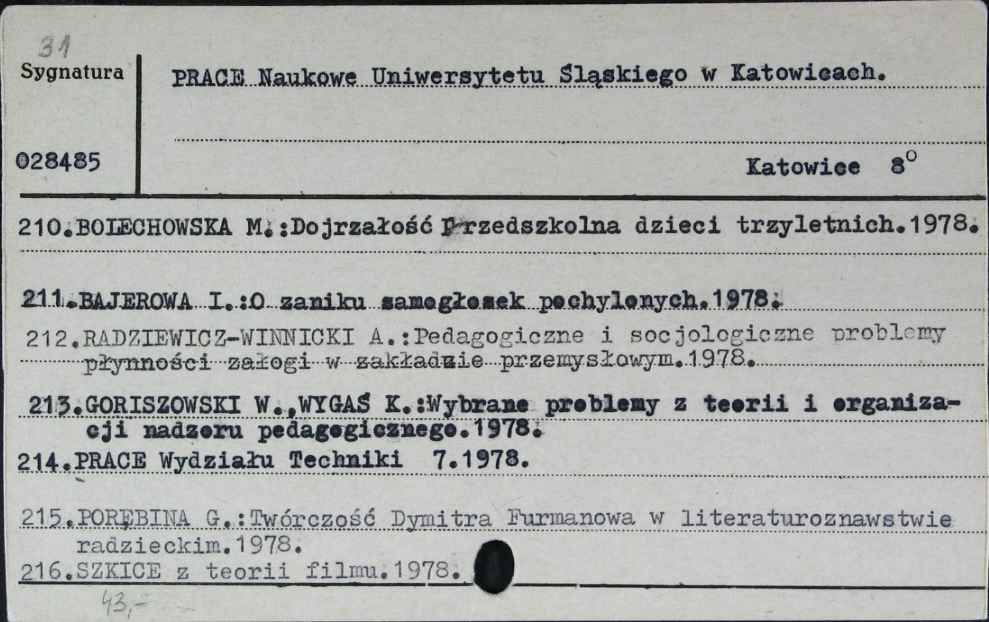 31
Sygnatura
PRACE Naukowe Uniwersytetu Śląskiego w Katowicach.
028485
Katowice 8°
210.BOLECHOWSKA M.:Dojrzałość przedszkolna dzieci trzyletnich.1978.
211.BAJEROWA I.:O zaniku samogłosek pochylonych.1978.
212.RADZIEWICZ-WINNICKI A.:Pedagogiczne i socjologiczne problemy
płynności załogi w zakładzie przemysłowym.1978.
213.GORISZOWSKI W.,WYGAŚ K.:Wybrane problemy z teorii i organiza-
cji nadzoru pedagogicznego.1978.
214.PRACE Wydziału Techniki 7.1978.
215.PORĘBINA G.:Twórczość Dymitra Furmanowa w literaturoznawstwie
radzieckim.1978.
216.SZKICE z teorii filmu.1978.
43,-